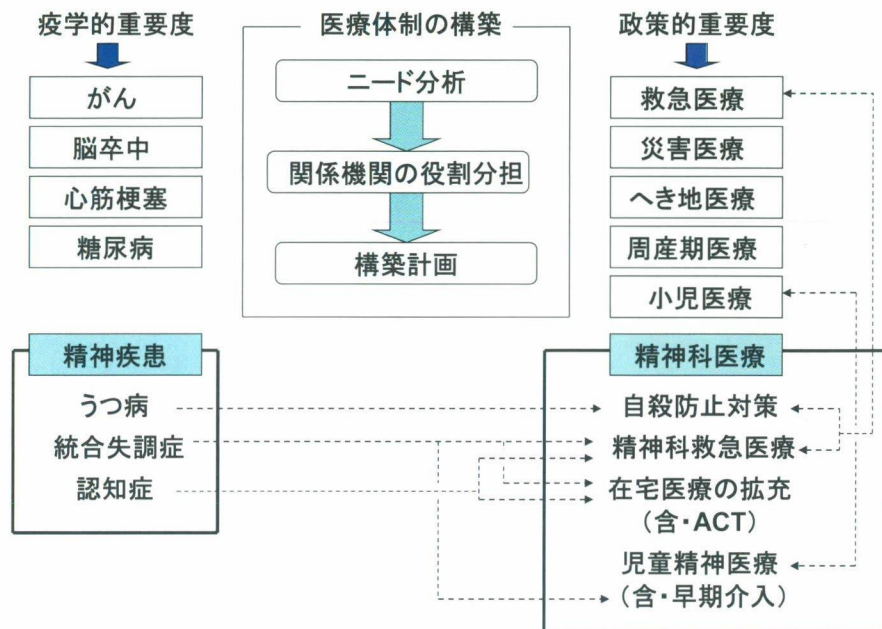 疫学的重要度
がん
脳卒中
心筋梗塞
糖尿病
医療体制の構築
ニード分析
関係機関の役割分担
構築計画
政策的重要度
救急医療
災害医療
へき地医療
周産期医療
小児医療
精神疾患
うつ病
統合失調症
認知症
精神科医療
自殺防止対策
精神科救急医療
在宅医療の拡充
(含・ACT)
児童精神医療
(含・早期介入)